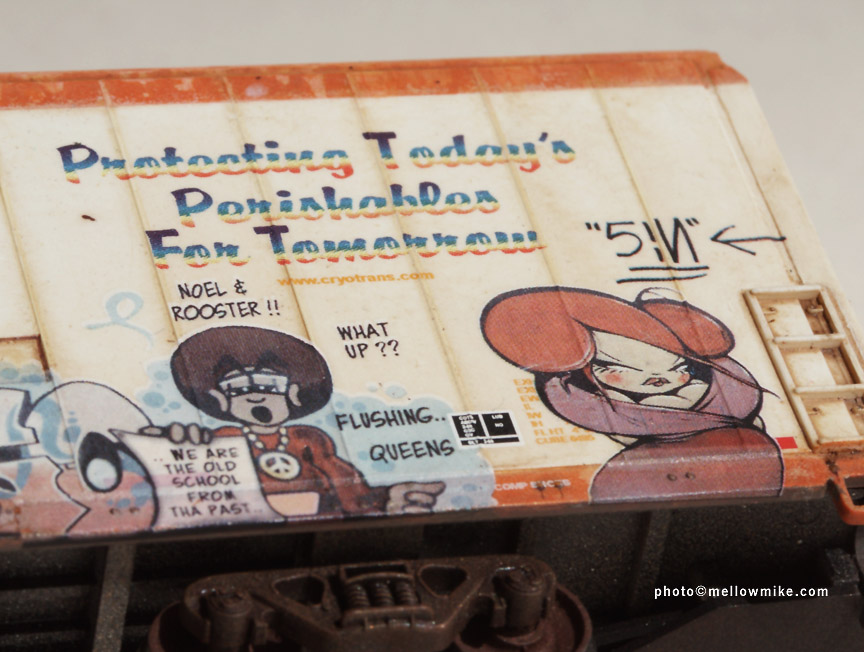 Protecting Today's
Perishables
For Tomorrow
www.cryotrans.com
"5!N"
NOEL &
ROOSTER !!
WHAT
UP ??
FLUSHING..
QUEENS
.. WE ARE
THE OLD
SCHOOL
FROM
THA PAST..
photo©mellowmike.com